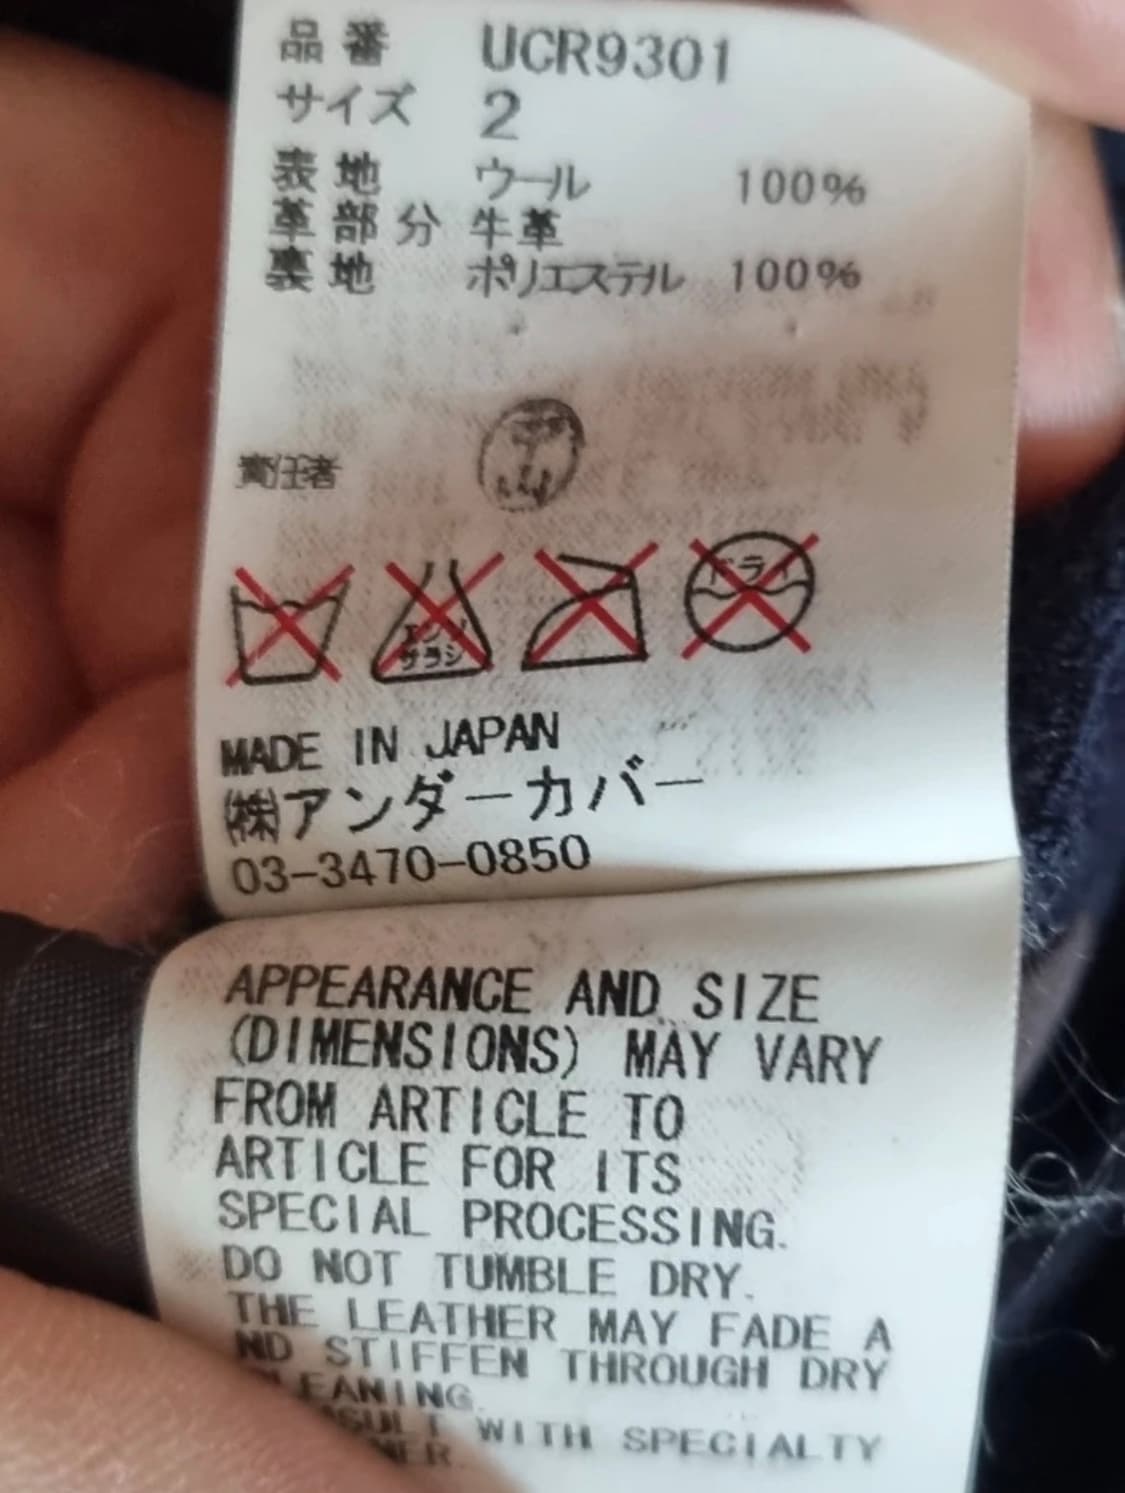 品番 UCR9301
サイズ 2
表地 ウール 100%
革部分 牛革
裏地 ポリエステル 100%
責任者
ドライ
エンソ
サラシ
MADE IN JAPAN
㈱アンダーカバー
03-3470-0850
APPEARANCE AND SIZE
(DIMENSIONS) MAY VARY
FROM ARTICLE TO
ARTICLE FOR ITS
SPECIAL PROCESSING.
DO NOT TUMBLE DRY.
THE LEATHER MAY FADE A
ND STIFFEN THROUGH DRY
LEANING.
WITH SPECIALTY